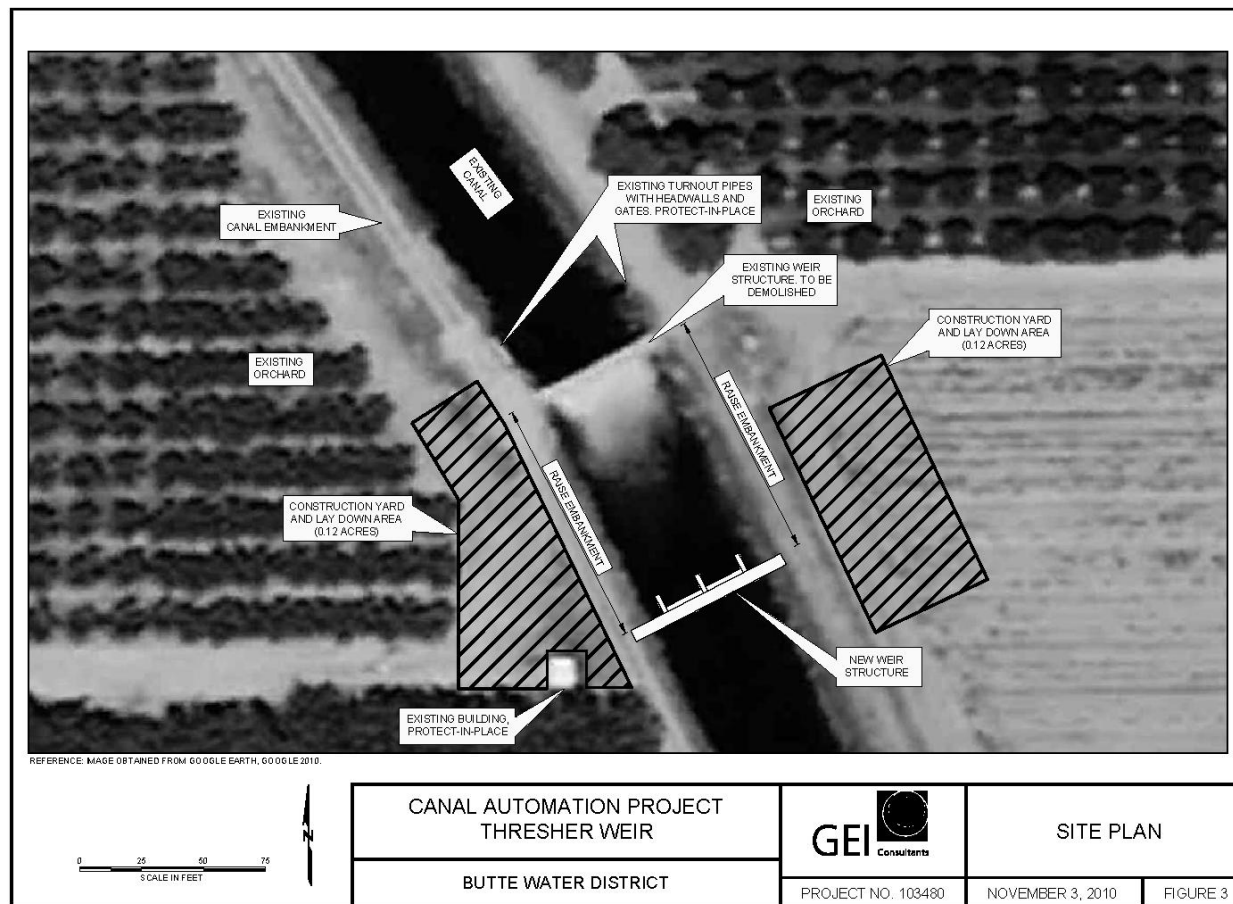 EXISTING
CANAL
EXISTING TURNOUT PIPES
WITH HEADWALLS AND
GATES. PROTECT-IN-PLACE
EXISTING
CANAL EMBANKMENT
EXISTING
ORCHARD
EXISTING WEIR
STRUCTURE. TO BE
DEMOLISHED
CONSTRUCTION YARD
AND LAY DOWN AREA
(0.12 ACRES)
EXISTING
ORCHARD
RAISE EMBANKMENT
RAISE EMBANKMENT
CONSTRUCTION YARD
AND LAY DOWN AREA
(0.12 ACRES)
NEW WEIR
STRUCTURE
EXISTING BUILDING,
PROTECT-IN-PLACE
REFERENCE: IMAGE OBTAINED FROM GOOGLE EARTH, GOOGLE 2010.
0 25 50 75
SCALE IN FEET
N
CANAL AUTOMATION PROJECT
THRESHER WEIR
BUTTE WATER DISTRICT
GEI Consultants
PROJECT NO. 103480
SITE PLAN
NOVEMBER 3, 2010
FIGURE 3